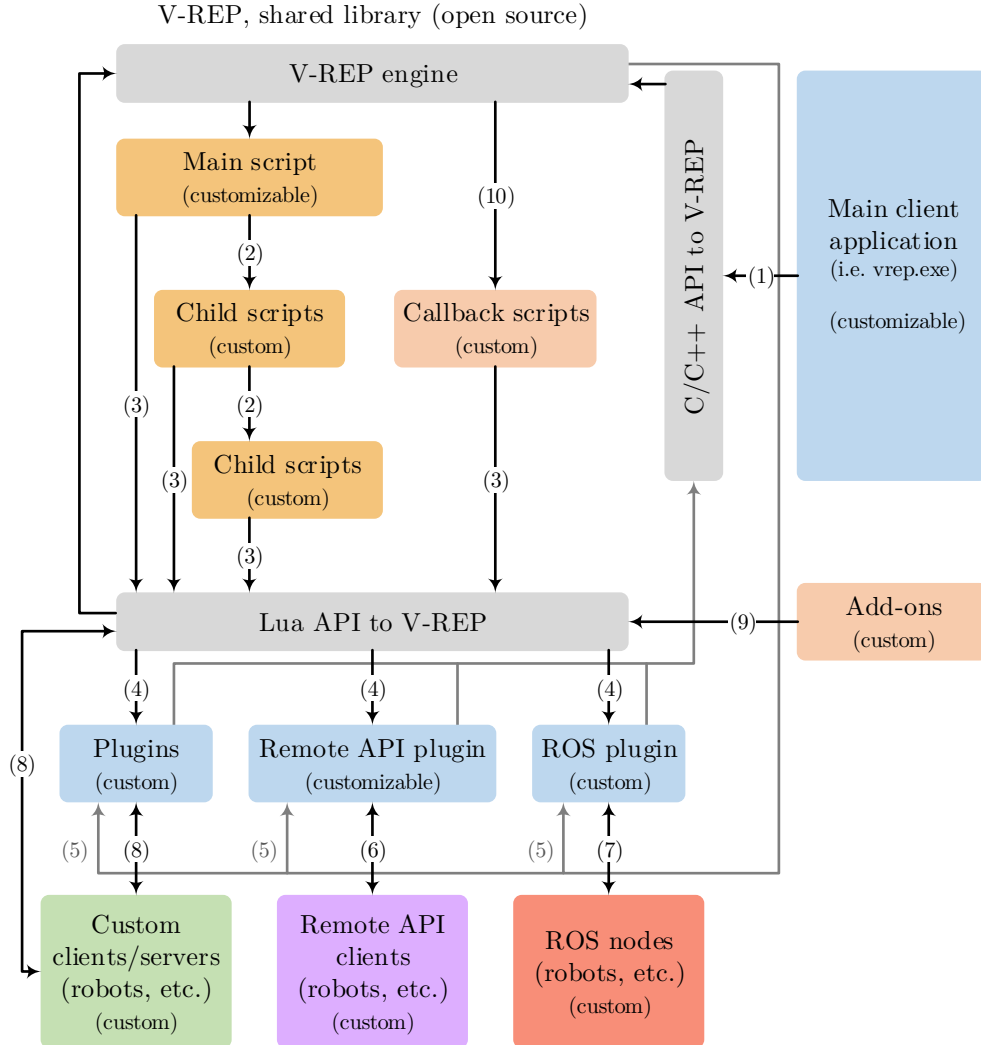 V-REP, shared library (open source)
V-REP engine
Main script
(customizable)
(10)
C/C++ API to V-REP
Main client
application
(i.e. vrep.exe)
(customizable)
(1)
(2)
Child scripts
(custom)
Callback scripts
(custom)
(3)
(2)
Child scripts
(custom)
(3)
(3)
(3)
Lua API to V-REP
(9)
Add-ons
(custom)
(4)
(4)
(4)
(8)
Plugins
(custom)
Remote API plugin
(customizable)
ROS plugin
(custom)
(5)
(8)
(5)
(6)
(5)
(7)
Custom
clients/servers
(robots, etc.)
(custom)
Remote API
clients
(robots, etc.)
(custom)
ROS nodes
(robots, etc.)
(custom)